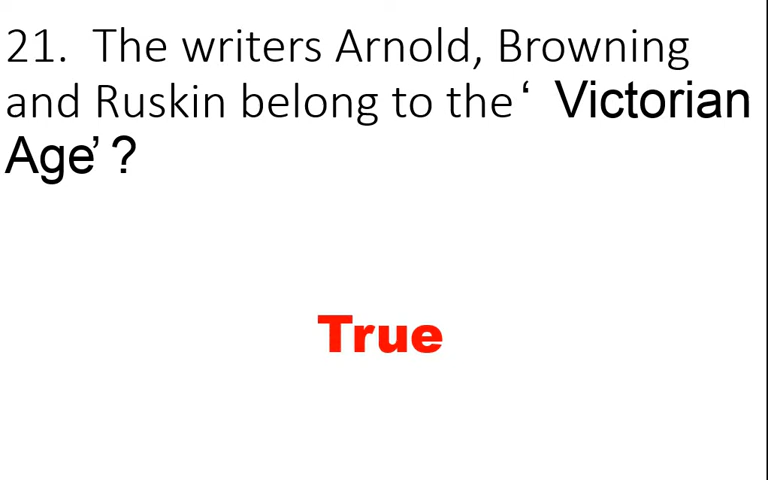 21.  The writers Arnold, Browning
and Ruskin belong to the ‘ Victorian
Age’ ?
True